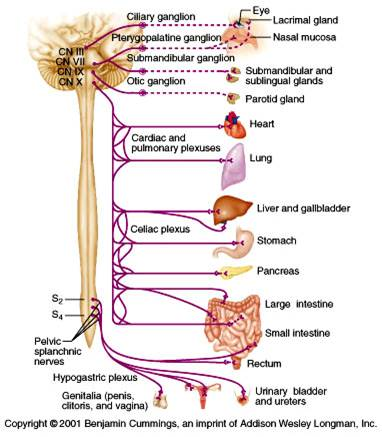 Ciliary ganglion
Eye
Lacrimal gland
Pterygopalatine ganglion
Nasal mucosa
CN III
CN VII
CN IX
CN X
Submandibular ganglion
Otic ganglion
Submandibular and
sublingual glands
Parotid gland
Heart
Cardiac and
pulmonary plexuses
Lung
Liver and gallbladder
Celiac plexus
Stomach
Pancreas
Large intestine
S2
S4
Small intestine
Pelvic
splanchnic
nerves
Rectum
Hypogastric plexus
Genitalia (penis,
clitoris, and vagina)
Urinary bladder
and ureters
Copyright © 2001 Benjamin Cummings, an imprint of Addison Wesley Longman, Inc.